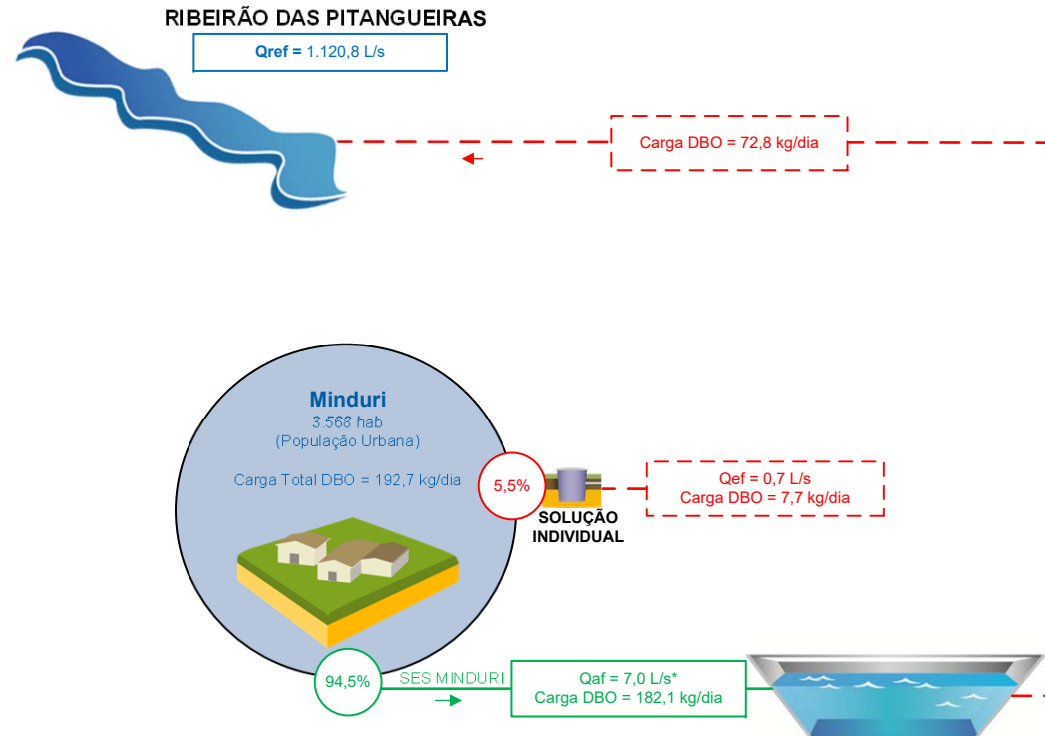 RIBEIRÃO DAS PITANGUEIRAS
Qref = 1.120,8 L/s
Carga DBO = 72,8 kg/dia
Minduri
3.568 hab
(População Urbana)
Carga Total DBO = 192,7 kg/dia
5,5%
SOLUÇÃO
INDIVIDUAL
Qef = 0,7 L/s
Carga DBO = 7,7 kg/dia
94,5%
SES MINDURI
Qaf = 7,0 L/s*
Carga DBO = 182,1 kg/dia